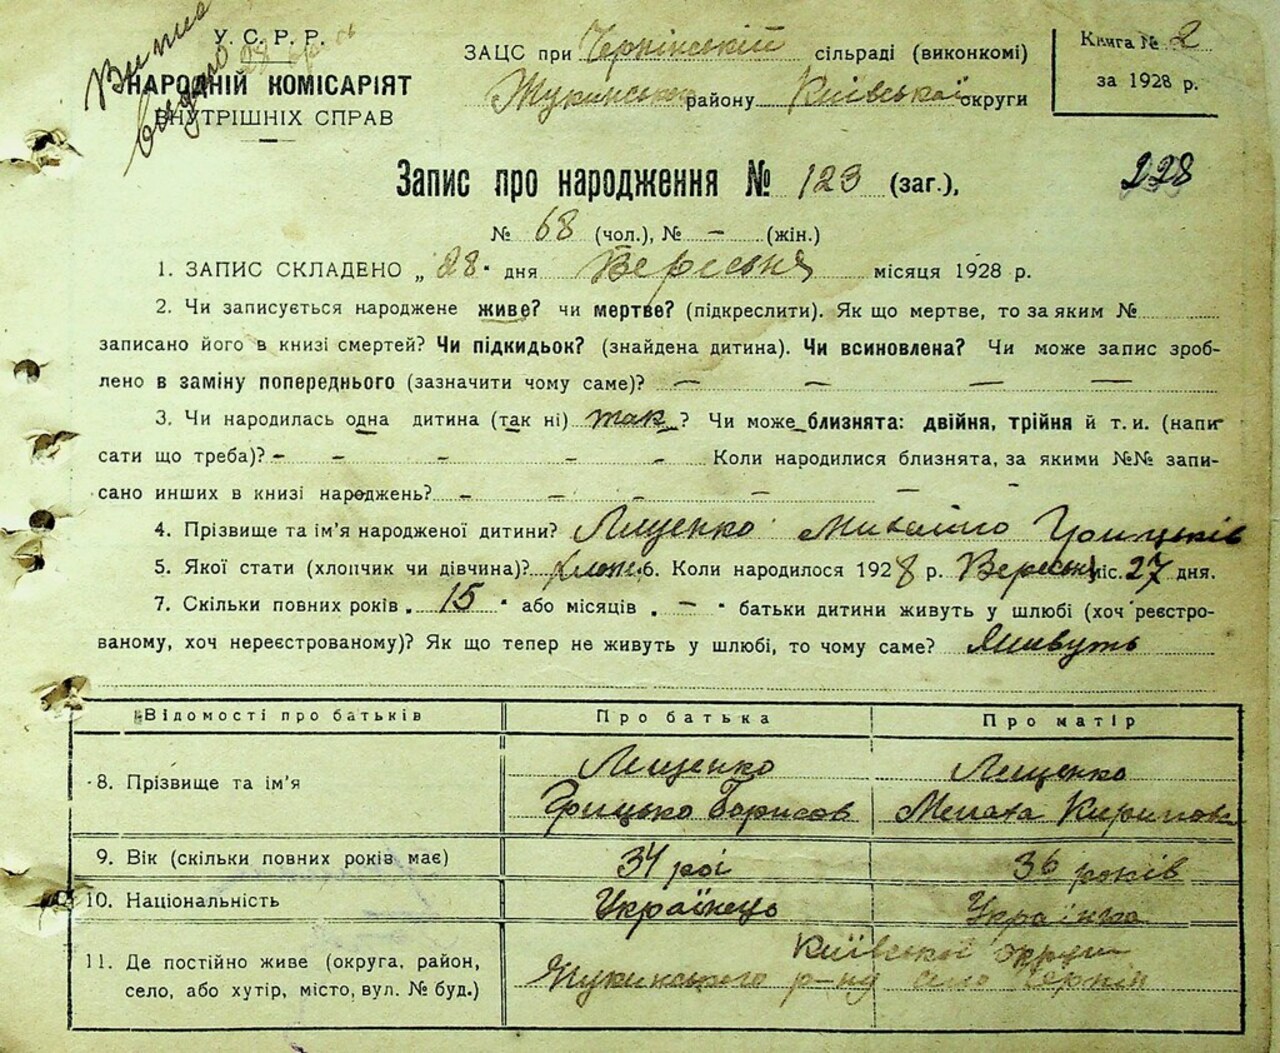 У. С. Р. Р.
НАРОДНІЙ КОМІСАРІЯТ
ВНУТРІШНІХ СПРАВ
ЗАЦС при Чернінській сільраді (виконкомі)
Жукинського району Київської округи
Книга № 2
за 1928 р.
228
Запис про народження № 123 (заг.),
№ 68 (чол.), № — (жін.)
1. ЗАПИС СКЛАДЕНО „28" дня Вересня місяця 1928 р.
2. Чи записується народжене живе? чи мертве? (підкреслити). Як що мертве, то за яким №
записано його в книзі смертей? Чи підкидьок? (знайдена дитина). Чи всиновлена? Чи може запис зроб-
лено в заміну попереднього (зазначити чому саме)? — — — —
3. Чи народилась одна дитина (так ні) так ? Чи може близнята: двійня, трійня й т. и. (напи-
сати що треба)? - - - - - Коли народилися близнята, за якими №№ запи-
сано инших в книзі народжень? - - - - - -
4. Прізвище та ім'я народженої дитини? Лищенко Михайло Грицьків
5. Якої стати (хлопчик чи дівчина)? хлопч. 6. Коли народилося 1928 р. Вересня міс. 27 дня.
7. Скільки повних років „ 15 " або місяців „ — " батьки дитини живуть у шлюбі (хоч реєстро-
ваному, хоч нереєстрованому)? Як що тепер не живуть у шлюбі, то чому саме? Живуть
Відомості про батьків Про батька Про матір
8. Прізвище та ім'я Лищенко Грицько Борисов Лищенко
9. Вік (скільки повних років має) 34 рокі 36 років
10. Національність Українець Українка
11. Де постійно живе (округа, район, Київської округи
село, або хутір, місто, вул. № буд.) Жукинського р-ну село Чернін